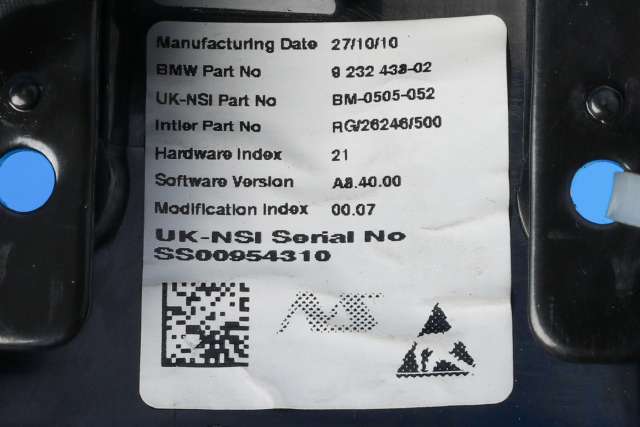 Manufacturing Date 27/10/10
BMW Part No 9 232 438-02
UK-NSI Part No BM-0505-052
Intier Part No RG/26246/500
Hardware Index 21
Software Version A8.40.00
Modification Index 00.07
UK-NSI Serial No
SS00954310